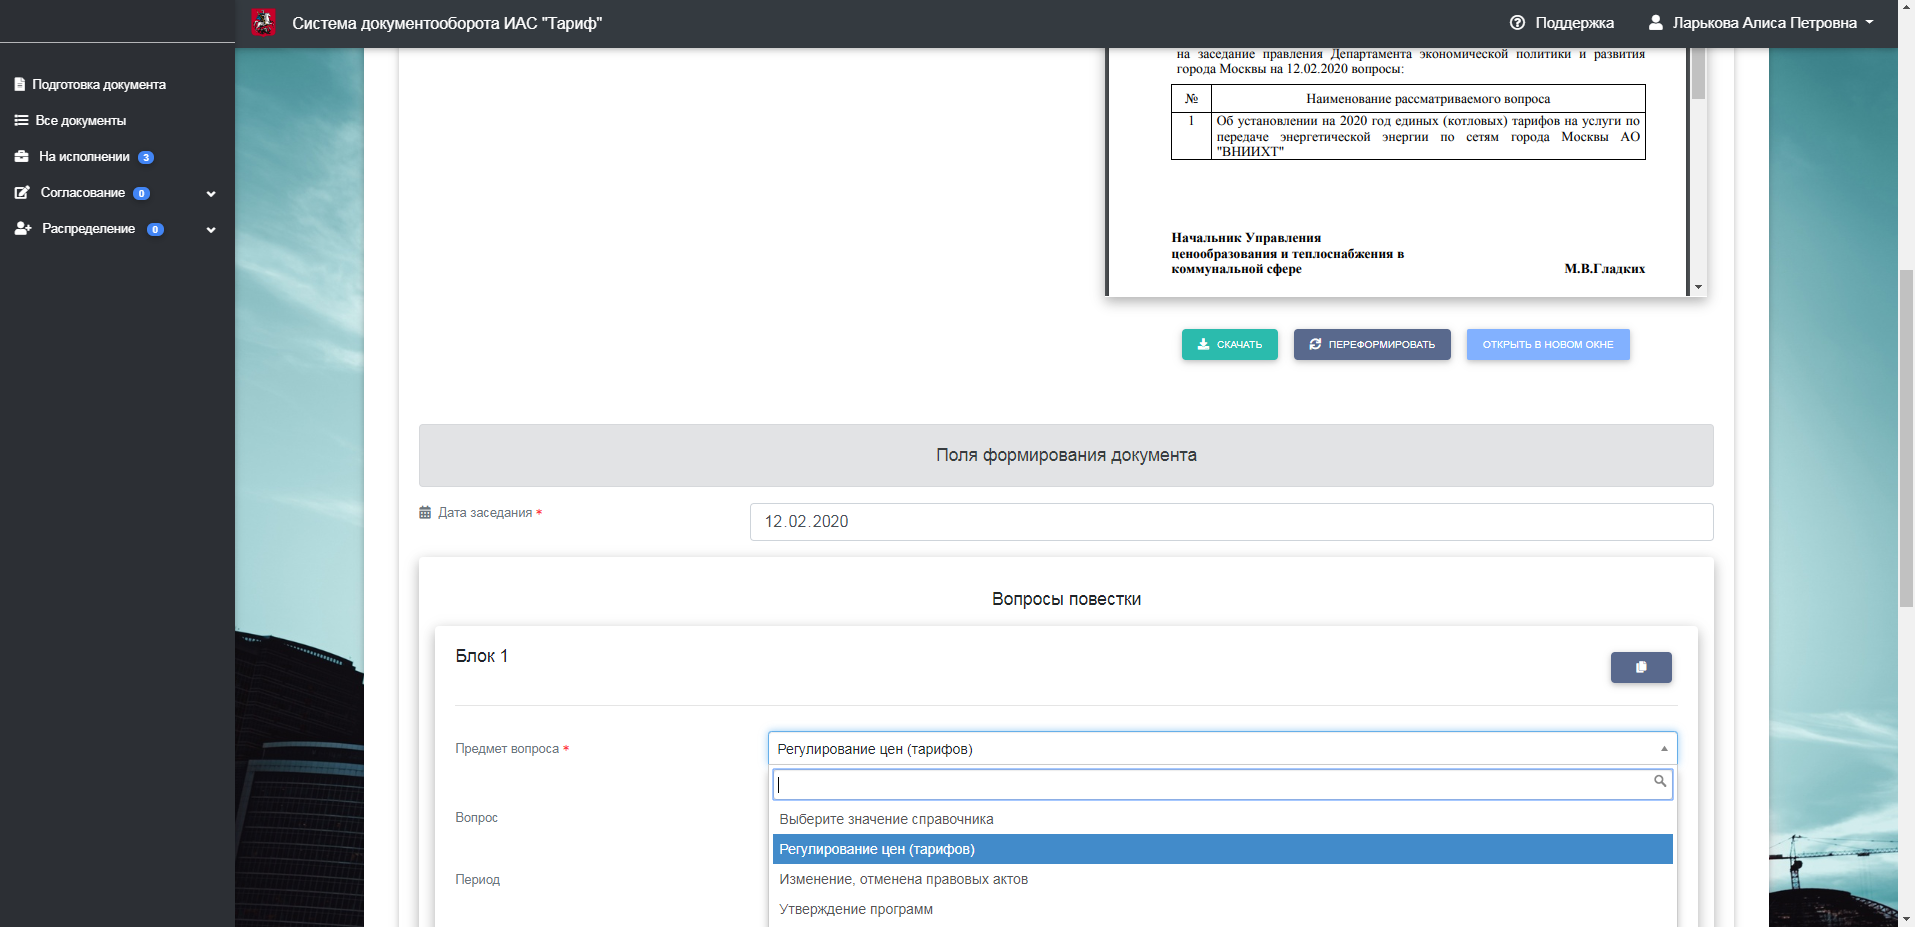 Система документооборота ИАС "Тариф"
Поддержка
Ларькова Алиса Петровна
Подготовка документа
Все документы
На исполнении 3
Согласование 0
Распределение 0
на заседание правления Департамента экономической политики и развития
города Москвы на 12.02.2020 вопросы:
№ Наименование рассматриваемого вопроса
1 Об установлении на 2020 год единых (котловых) тарифов на услуги по
передаче энергетической энергии по сетям города Москвы АО
"ВНИИХТ"
Начальник Управления
ценообразования и теплоснабжения в
коммунальной сфере М.В.Гладких
СКАЧАТЬ
ПЕРЕФОРМИРОВАТЬ
ОТКРЫТЬ В НОВОМ ОКНЕ
Поля формирования документа
Дата заседания *
12.02.2020
Вопросы повестки
Блок 1
Предмет вопроса *
Регулирование цен (тарифов)
Вопрос
Выберите значение справочника
Регулирование цен (тарифов)
Период
Изменение, отменена правовых актов
Утверждение программ